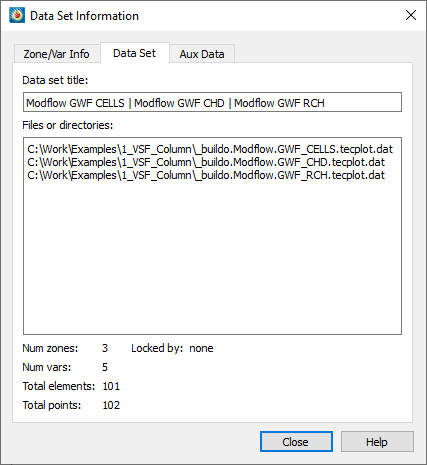 Data Set Information
Zone/Var Info Data Set Aux Data
Data set title:
Modflow GWF CELLS | Modflow GWF CHD | Modflow GWF RCH
Files or directories:
C:\Work\Examples\1_VSF_Column\_buildo.Modflow.GWF_CELLS.tecplot.dat
C:\Work\Examples\1_VSF_Column\_buildo.Modflow.GWF_CHD.tecplot.dat
C:\Work\Examples\1_VSF_Column\_buildo.Modflow.GWF_RCH.tecplot.dat
Num zones: 3 Locked by: none
Num vars: 5
Total elements: 101
Total points: 102
Close Help